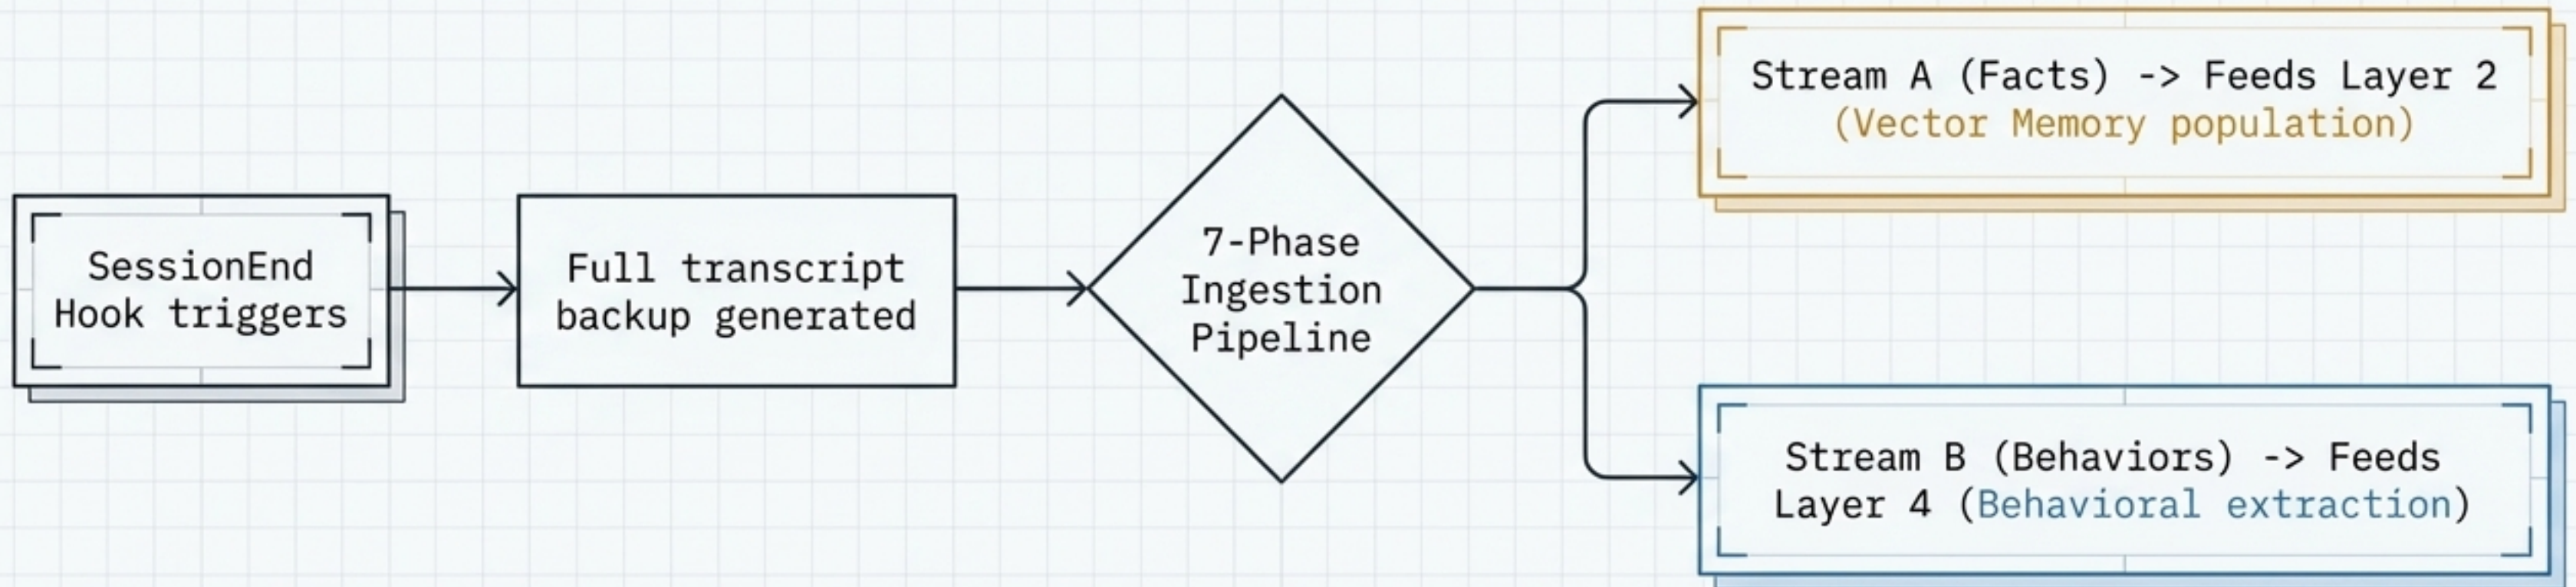 SessionEnd
Hook triggers
Full transcript
backup generated
7-Phase
Ingestion
Pipeline
Stream A (Facts) -> Feeds Layer 2
(Vector Memory population)
Stream B (Behaviors) -> Feeds
Layer 4 (Behavioral extraction)